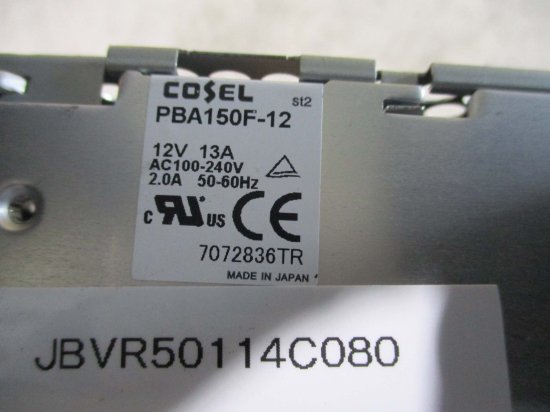 COSEL
st2
PBA150F-12
12V 13A
AC100-240V
2.0A 50-60Hz
c RU US CE
7072836TR
MADE IN JAPAN
JBVR50114C080